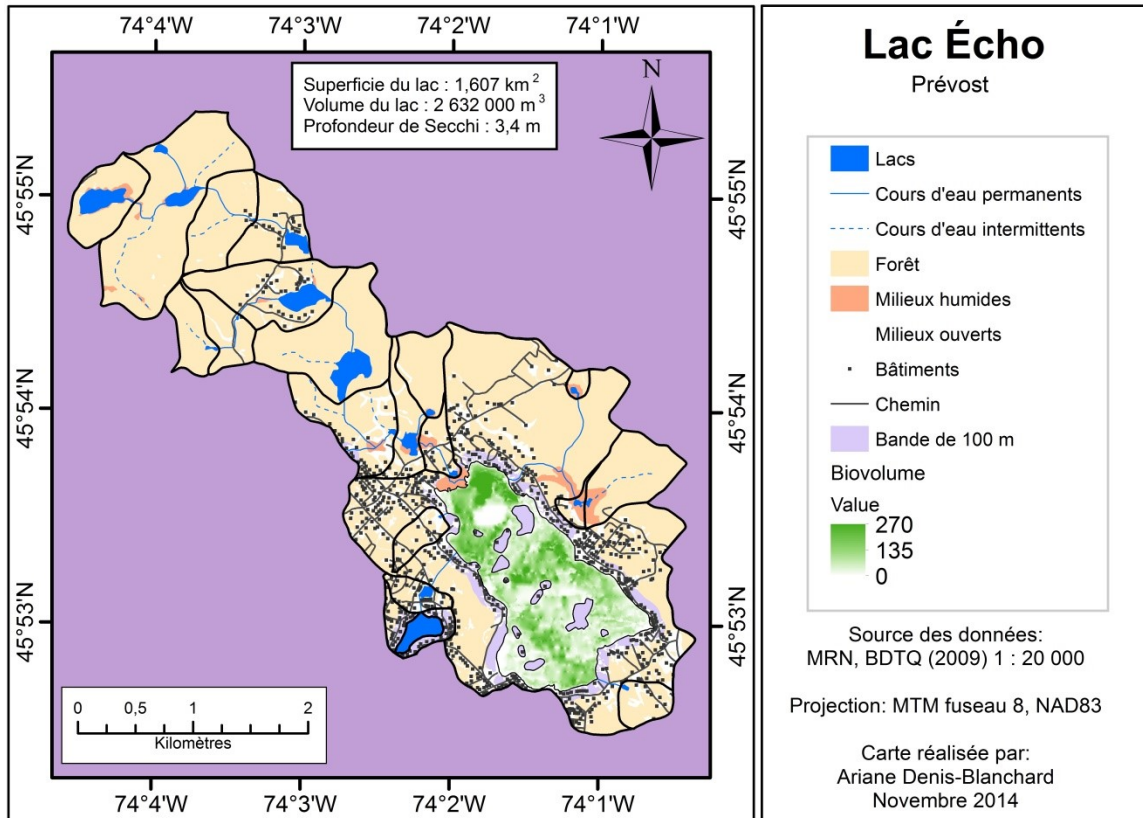 74°4'W 74°3'W 74°2'W 74°1'W
Superficie du lac : 1,607 km²
Volume du lac : 2 632 000 m³
Profondeur de Secchi : 3,4 m
N
45°55'N
45°55'N
45°54'N
45°54'N
45°53'N
45°53'N
0 0,5 1 2
Kilomètres
74°4'W 74°3'W 74°2'W 74°1'W
Lac Écho
Prévost
Lacs
Cours d'eau permanents
Cours d'eau intermittents
Forêt
Milieux humides
Milieux ouverts
Bâtiments
Chemin
Bande de 100 m
Biovolume
Value
270
135
0
Source des données:
MRN, BDTQ (2009) 1 : 20 000
Projection: MTM fuseau 8, NAD83
Carte réalisée par:
Ariane Denis-Blanchard
Novembre 2014